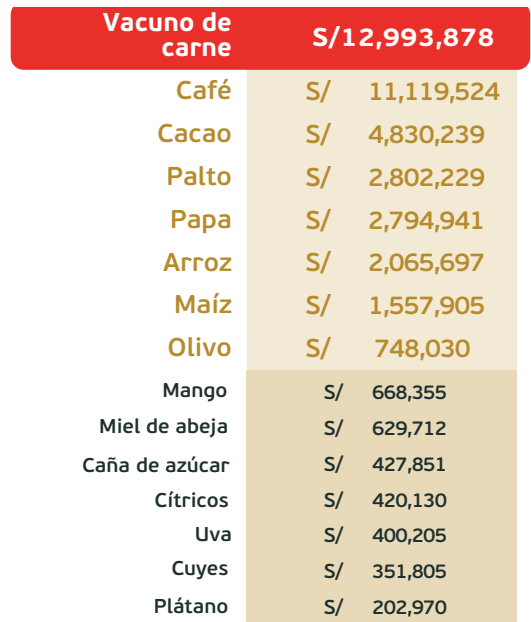 Vacuno de
carne S/12,993,878
Café S/ 11,119,524
Cacao S/ 4,830,239
Palto S/ 2,802,229
Papa S/ 2,794,941
Arroz S/ 2,065,697
Maíz S/ 1,557,905
Olivo S/ 748,030
Mango S/ 668,355
Miel de abeja S/ 629,712
Caña de azúcar S/ 427,851
Cítricos S/ 420,130
Uva S/ 400,205
Cuyes S/ 351,805
Plátano S/ 202,970